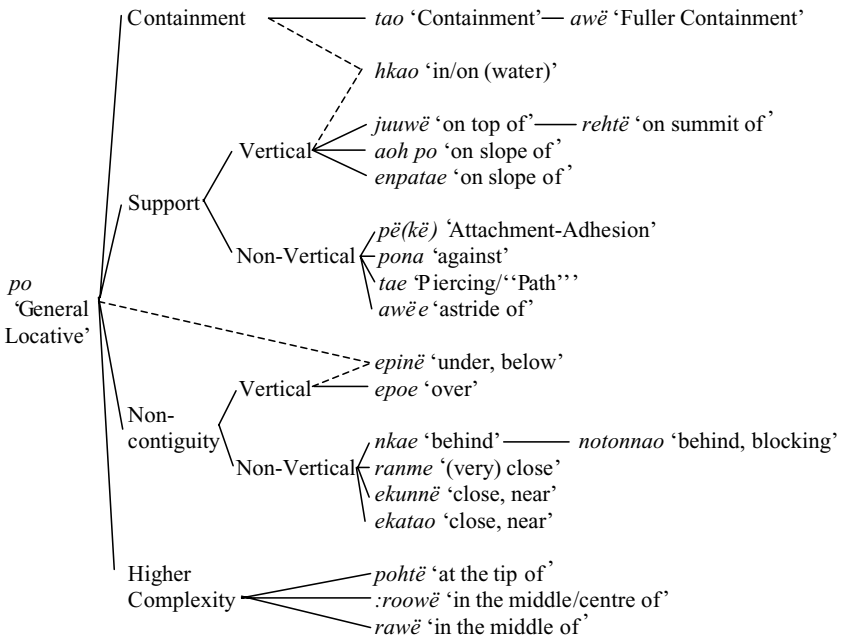 Containment tao ‘Containment’ awë ‘Fuller Containment’
hkao ‘in/on (water)’
juuwë ‘on top of’ rehtë ‘on summit of’
Vertical aoh po ‘on slope of’
enpatae ‘on slope of’
Support
pë(kë) ‘Attachment-Adhesion’
Non-Vertical pona ‘against’
tae ‘Piercing/‘‘Path’’’
awëe ‘astride of’
po
‘General
Locative’
epinë ‘under, below’
Vertical epoe ‘over’
Non-
contiguity
nkae ‘behind’ notonnao ‘behind, blocking’
Non-Vertical ranme ‘(very) close’
ekunnë ‘close, near’
ekatao ‘close, near’
Higher
Complexity
pohtë ‘at the tip of’
:roowë ‘in the middle/centre of’
rawë ‘in the middle of’